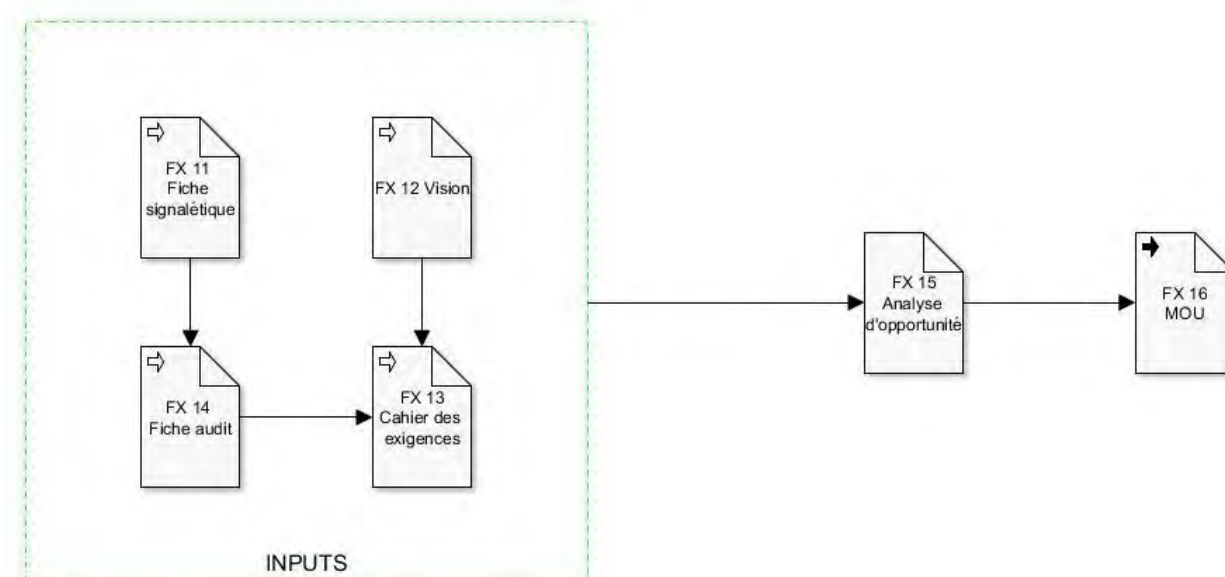 FX 11
Fiche
signalétique
FX 12 Vision
FX 14
Fiche audit
FX 13
Cahier des
exigences
INPUTS
FX 15
Analyse
d'opportunité
FX 16
MOU